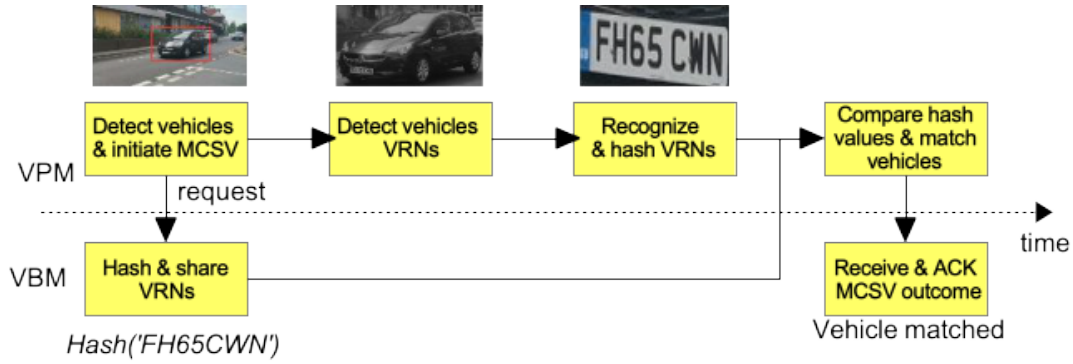 FH65 CWN
Detect vehicles
& initiate MCSV
Detect vehicles
VRNs
Recognize
& hash VRNs
Compare hash
values & match
vehicles
VPM
request
time
VBM
Hash & share
VRNs
Receive & ACK
MCSV outcome
Hash('FH65CWN')
Vehicle matched